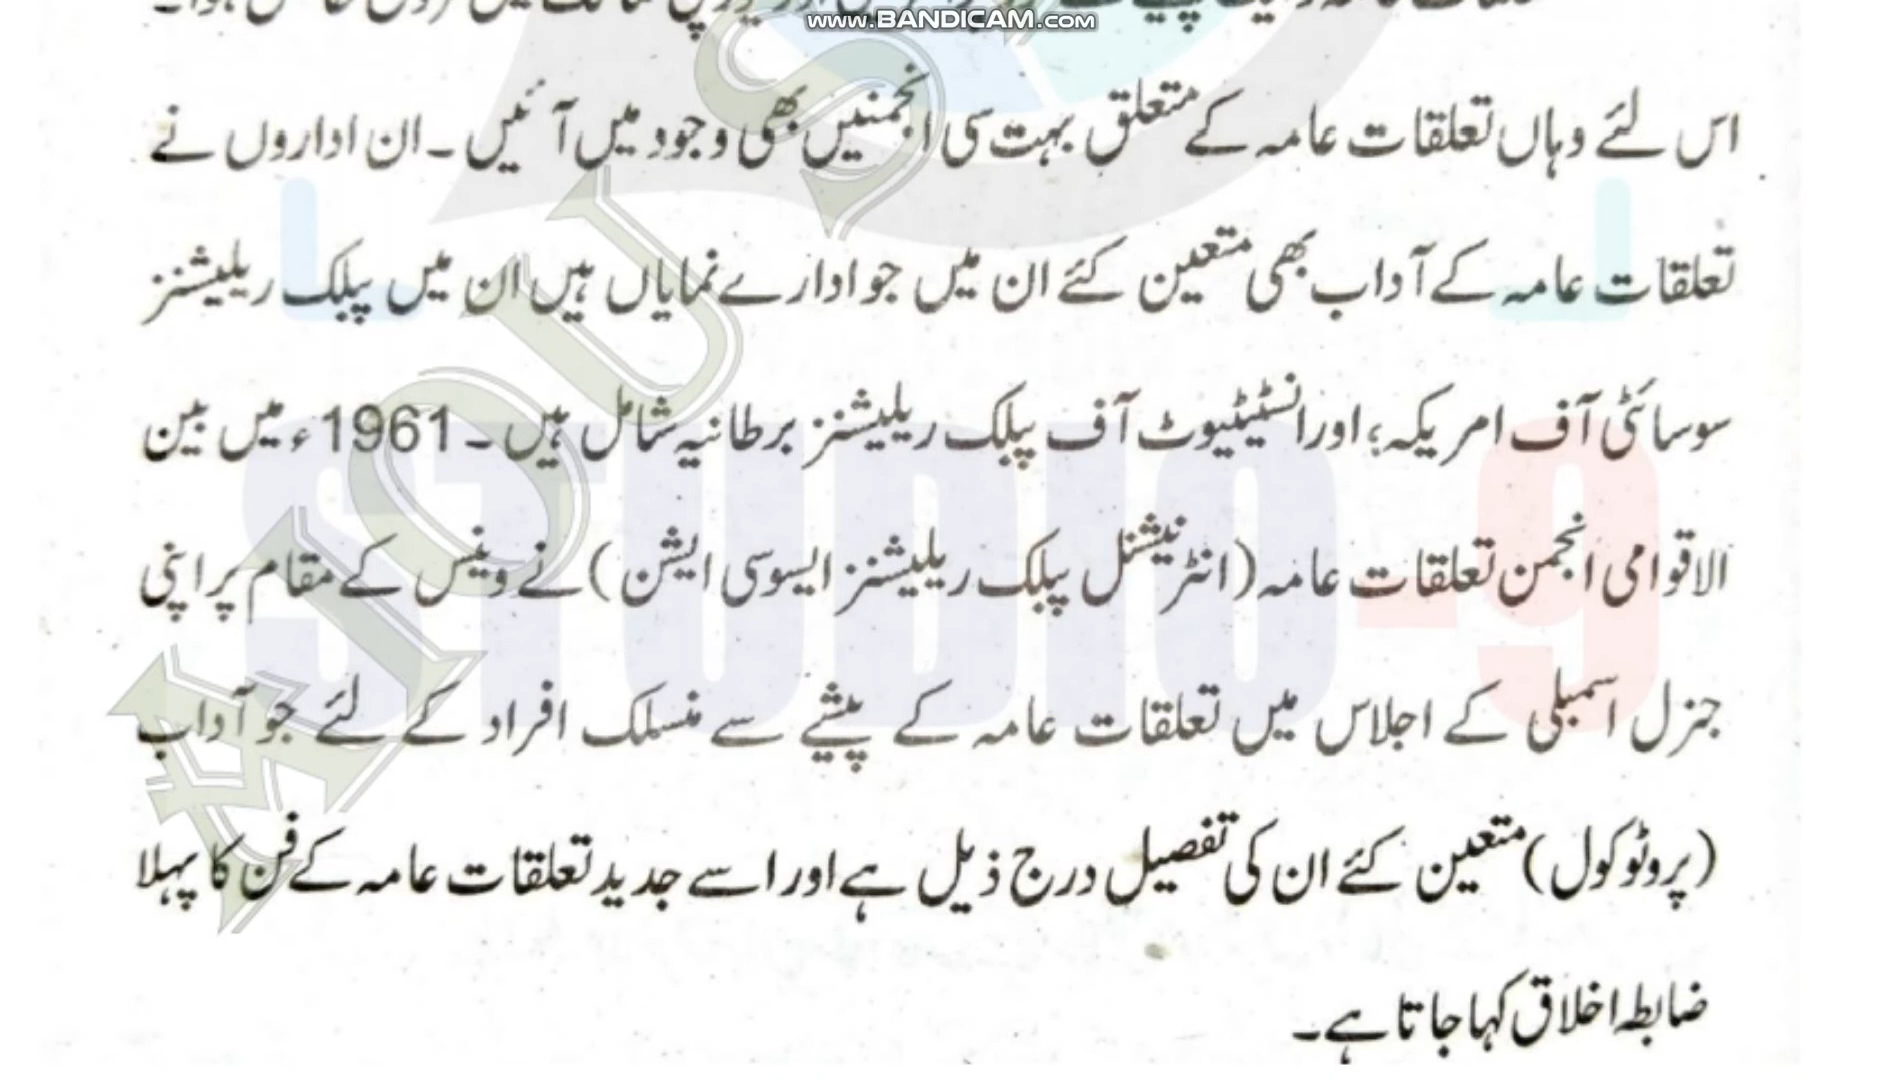 www.BANDICAM.com
اس لئے وہاں تعلقات عامہ کے متعلق بہت سی انجمنیں بھی وجود میں آئیں۔ ان اداروں نے
تعلقات عامہ کے آداب بھی متعین کئے ان میں جو ادارے نمایاں ہیں ان میں پبلک ریلیشنز
سوسائٹی آف امریکہ؛ اور انسٹیٹیوٹ آف پبلک ریلیشنز برطانیہ شامل ہیں۔ 1961ء میں بین
الاقوامی انجمن تعلقات عامہ (انٹرنیشنل پبلک ریلیشنز ایسوسی ایشن) نے وینس کے مقام پر اپنی
جنرل اسمبلی کے اجلاس میں تعلقات عامہ کے پیشے سے منسلک افراد کے لئے جو آداب
(پروٹوکول) متعین کئے ان کی تفصیل درج ذیل ہے اور اسے جدید تعلقات عامہ کے فن کا پہلا
ضابطہ اخلاق کہا جاتا ہے۔
STUDIO-9